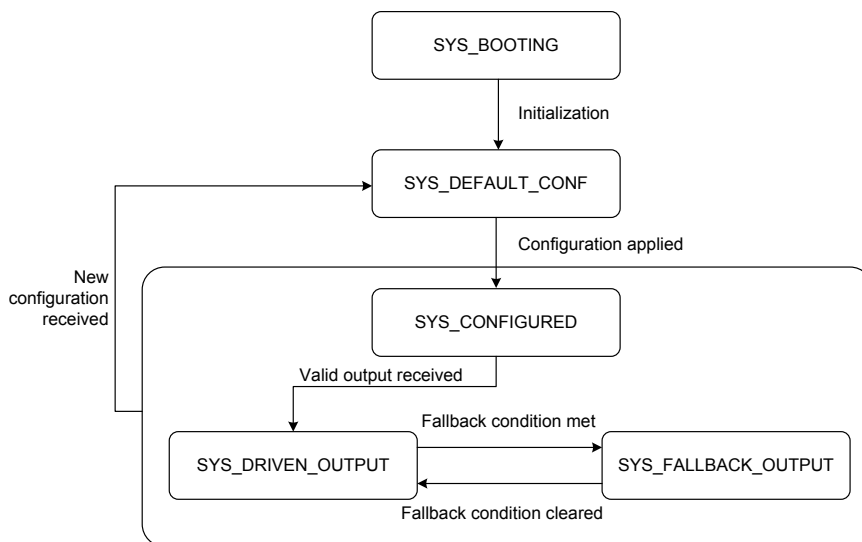 SYS_BOOTING
Initialization
SYS_DEFAULT_CONF
Configuration applied
New
configuration
received
SYS_CONFIGURED
Valid output received
Fallback condition met
SYS_DRIVEN_OUTPUT
SYS_FALLBACK_OUTPUT
Fallback condition cleared